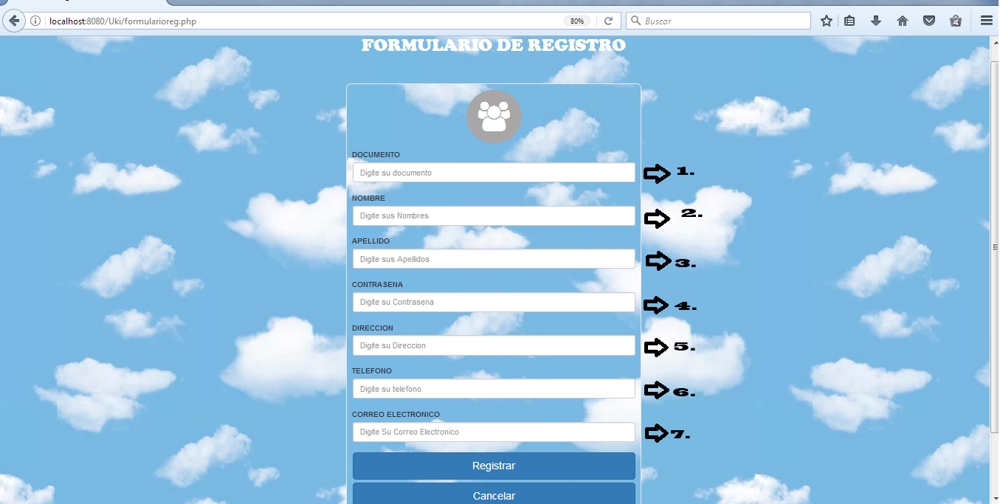 localhost:8080/Uki/formularioreg.php
80%
Buscar
FORMULARIO DE REGISTRO
DOCUMENTO
Digite su documento
1.
NOMBRE
Digite sus Nombres
2.
APELLIDO
Digite sus Apellidos
3.
CONTRASENA
Digite su Contrasena
4.
DIRECCION
Digite su Direccion
5.
TELEFONO
Digite su telefono
6.
CORREO ELECTRONICO
Digite Su Correo Electronico
7.
Registrar
Cancelar